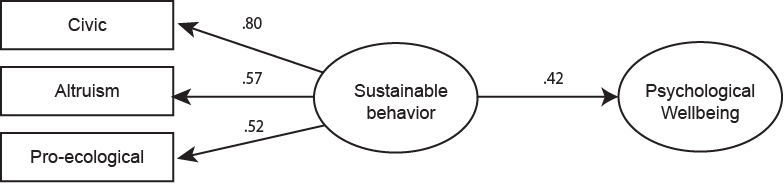 Civic
.80
Altruism
.57
Pro-ecological
.52
Sustainable
behavior
.42
Psychological
Wellbeing